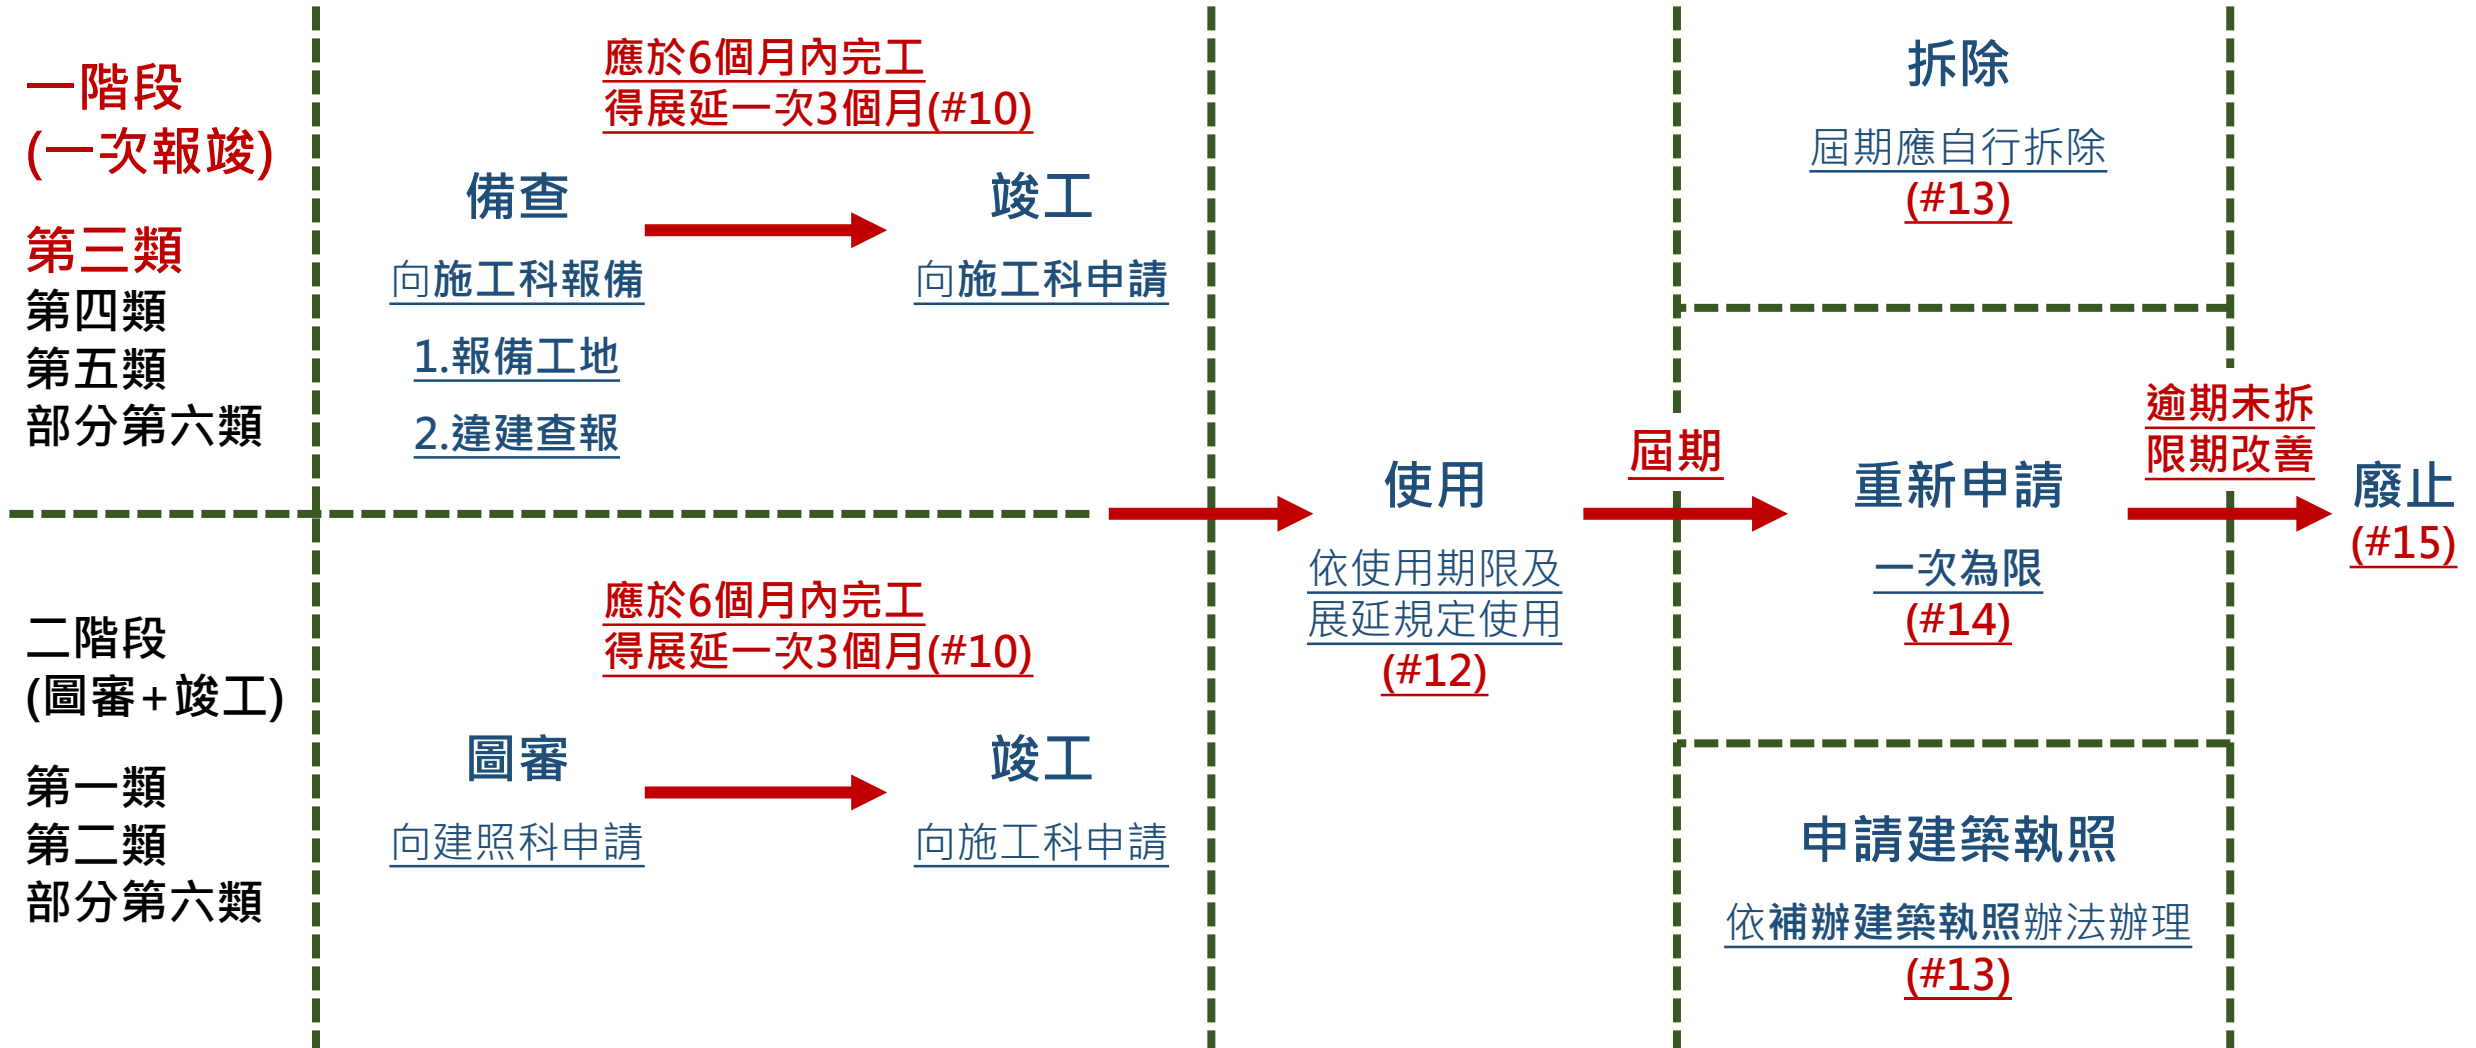 一階段
(一次報竣)
第三類
第四類
第五類
部分第六類
應於6個月內完工
得展延一次3個月(#10)
備查
向施工科報備
1.報備工地
2.違建查報
竣工
向施工科申請
二階段
(圖審+竣工)
第一類
第二類
部分第六類
應於6個月內完工
得展延一次3個月(#10)
圖審
向建照科申請
竣工
向施工科申請
使用
依使用期限及
展延規定使用
(#12)
屆期
拆除
屆期應自行拆除
(#13)
重新申請
一次為限
(#14)
申請建築執照
依補辦建築執照辦法辦理
(#13)
逾期未拆
限期改善
廢止
(#15)